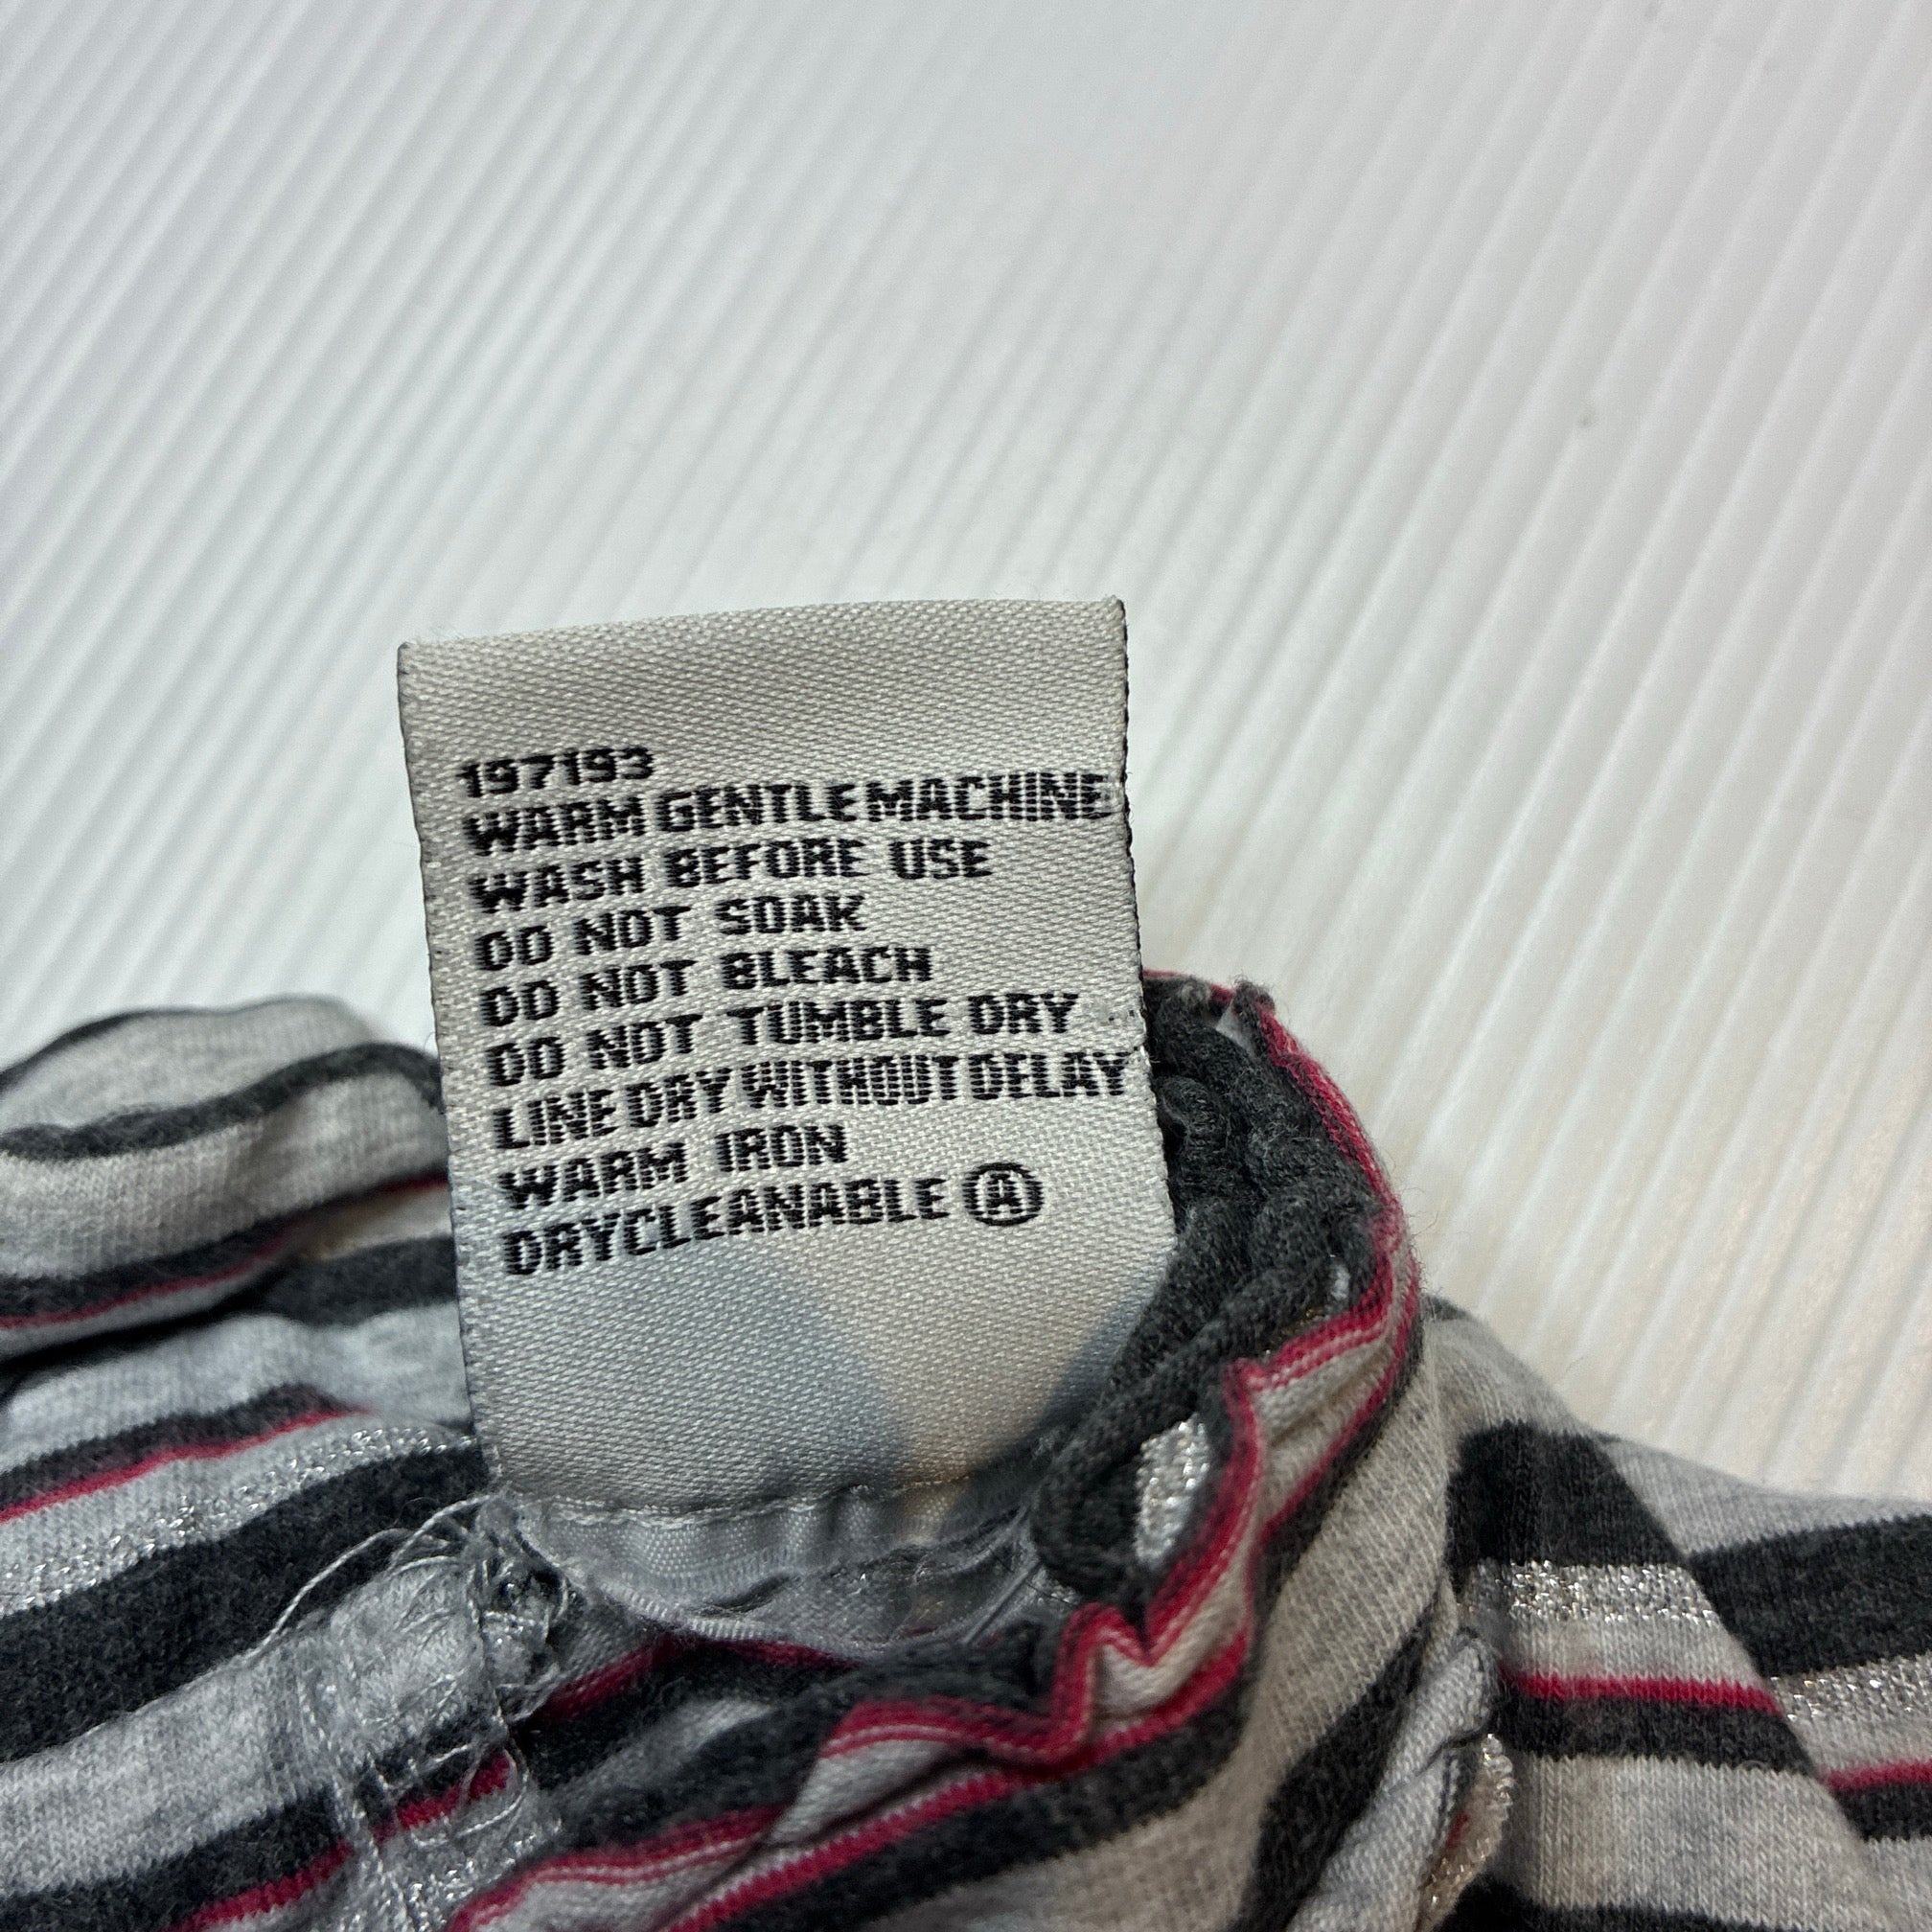 197193
WARM GENTLE MACHINE
WASH BEFORE USE
DO NOT SOAK
DO NOT BLEACH
DO NOT TUMBLE DRY
LINE DRY WITHOUT DELAY
WARM IRON
DRYCLEANABLE Ⓐ